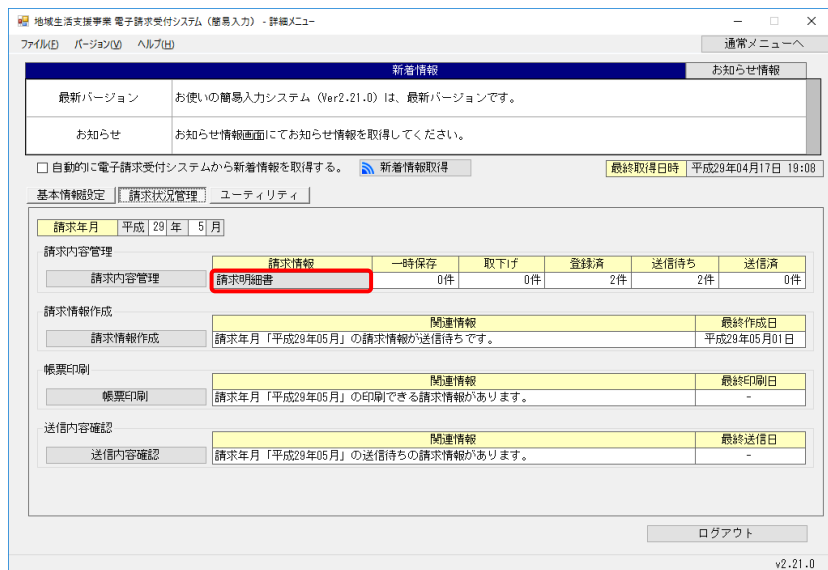 地域生活支援事業 電子請求受付システム（簡易入力） - 詳細メニュー
ファイル(F) バージョン(V) ヘルプ(H) 通常メニューへ
新着情報 お知らせ情報
最新バージョン お使いの簡易入力システム（Ver2.21.0）は、最新バージョンです。
お知らせ お知らせ情報画面にてお知らせ情報を取得してください。
自動的に電子請求受付システムから新着情報を取得する。 新着情報取得 最終取得日時 平成29年04月17日 19:08
基本情報設定 請求状況管理 ユーティリティ
請求年月 平成 29 年 5 月
請求内容管理
請求情報 一時保存 取下げ 登録済 送信待ち 送信済
請求内容管理 請求明細書 0件 0件 2件 2件 0件
請求情報作成
関連情報 最終作成日
請求情報作成 請求年月「平成29年05月」の請求情報が送信待ちです。 平成29年05月01日
帳票印刷
関連情報 最終印刷日
帳票印刷 請求年月「平成29年05月」の印刷できる請求情報があります。 -
送信内容確認
関連情報 最終送信日
送信内容確認 請求年月「平成29年05月」の送信待ちの請求情報があります。 -
ログアウト
v2.21.0